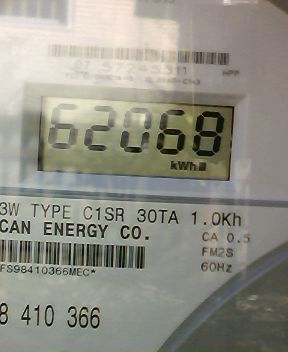 62068
kWh
3W TYPE C1SR 30TA 1.0Kh
CAN ENERGY CO.
CA 0.5
FM2S
60Hz
FS98410366MEC*
8 410 366